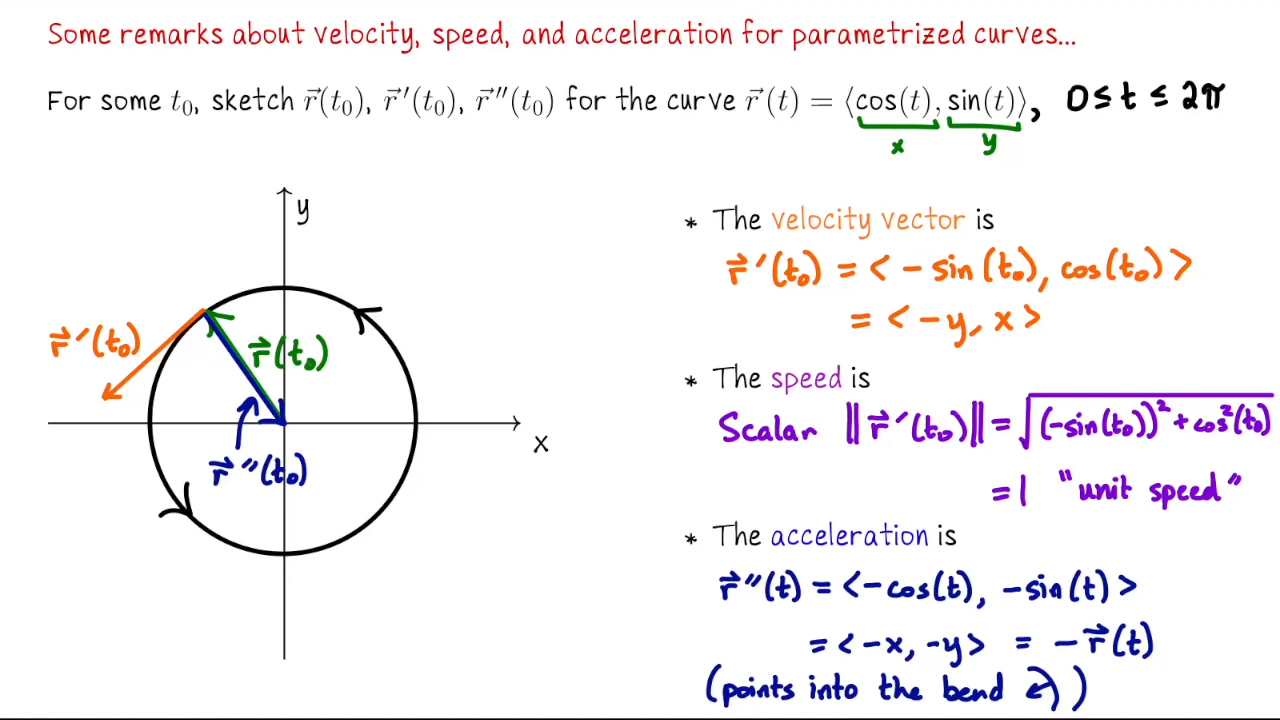 Some remarks about velocity, speed, and acceleration for parametrized curves...
For some t₀, sketch r⃗(t₀), r⃗ ′(t₀), r⃗ ″(t₀) for the curve r⃗ (t) = ⟨cos(t), sin(t)⟩, 0 ≤ t ≤ 2π
x y
y
r⃗ ′(t₀)
r⃗(t₀)
x
r⃗ ″(t₀)
* The velocity vector is
r⃗ ′(t₀) = < - sin(t₀), cos(t₀) >
= < -y, x >
* The speed is
Scalar ‖r⃗ ′(t₀)‖ = √((-sin(t₀))² + cos²(t₀))
= 1 "unit speed"
* The acceleration is
r⃗ ″(t) = < -cos(t), -sin(t) >
= < -x, -y > = - r⃗(t)
(points into the bend )